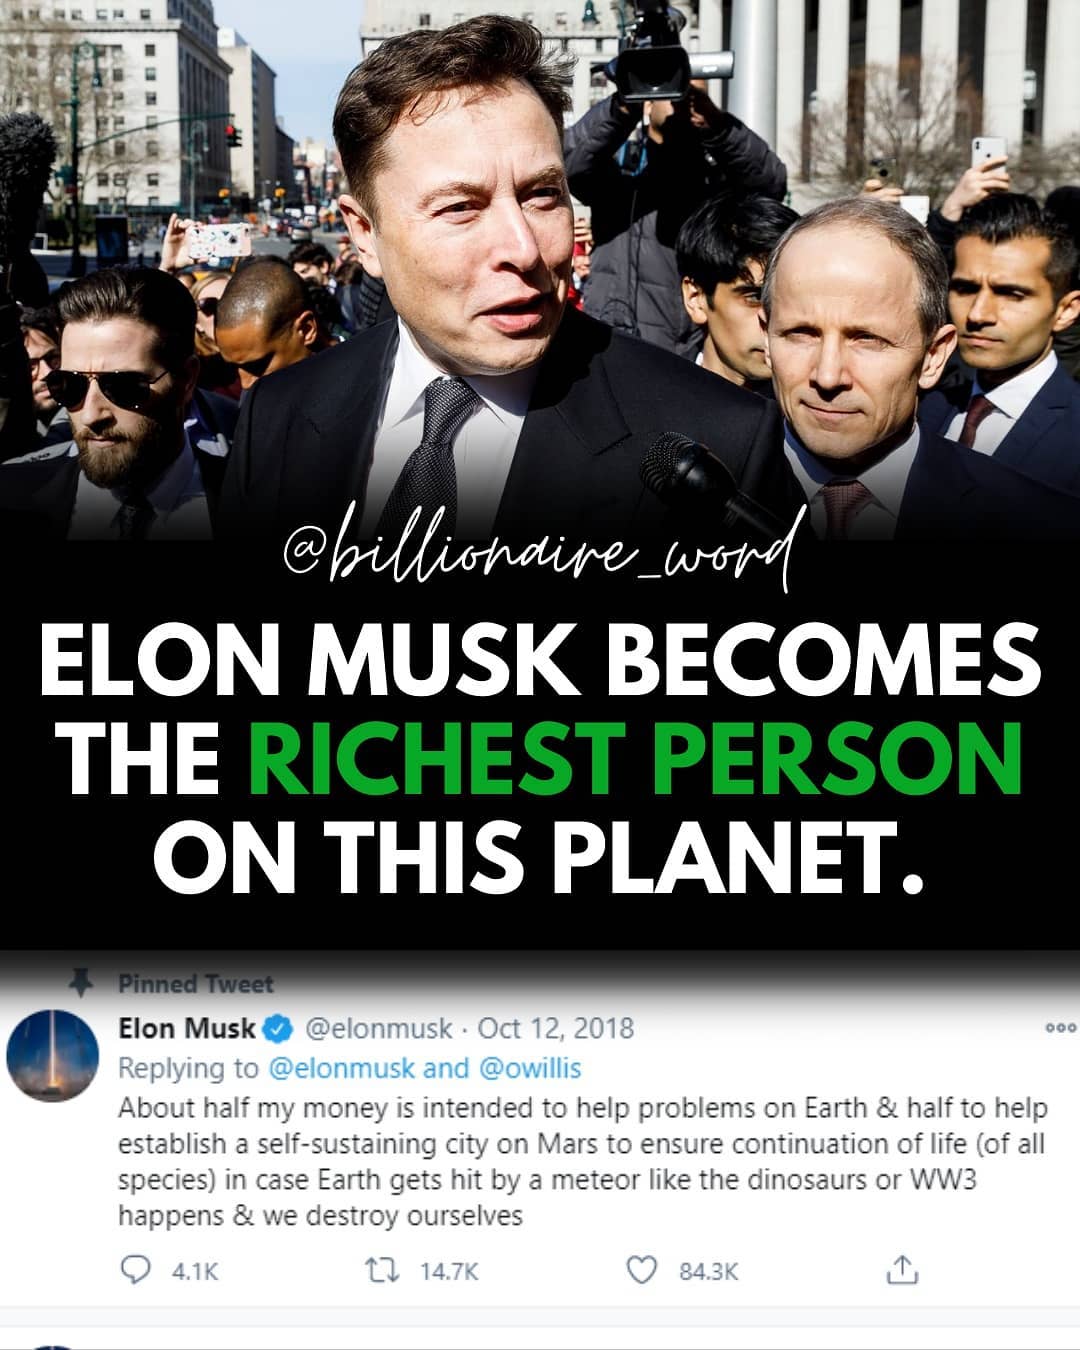 @billionaire_word
ELON MUSK BECOMES
THE RICHEST PERSON
ON THIS PLANET.
Pinned Tweet
Elon Musk @elonmusk · Oct 12, 2018
Replying to @elonmusk and @owillis
About half my money is intended to help problems on Earth & half to help
establish a self-sustaining city on Mars to ensure continuation of life (of all
species) in case Earth gets hit by a meteor like the dinosaurs or WW3
happens & we destroy ourselves
4.1K 14.7K 84.3K